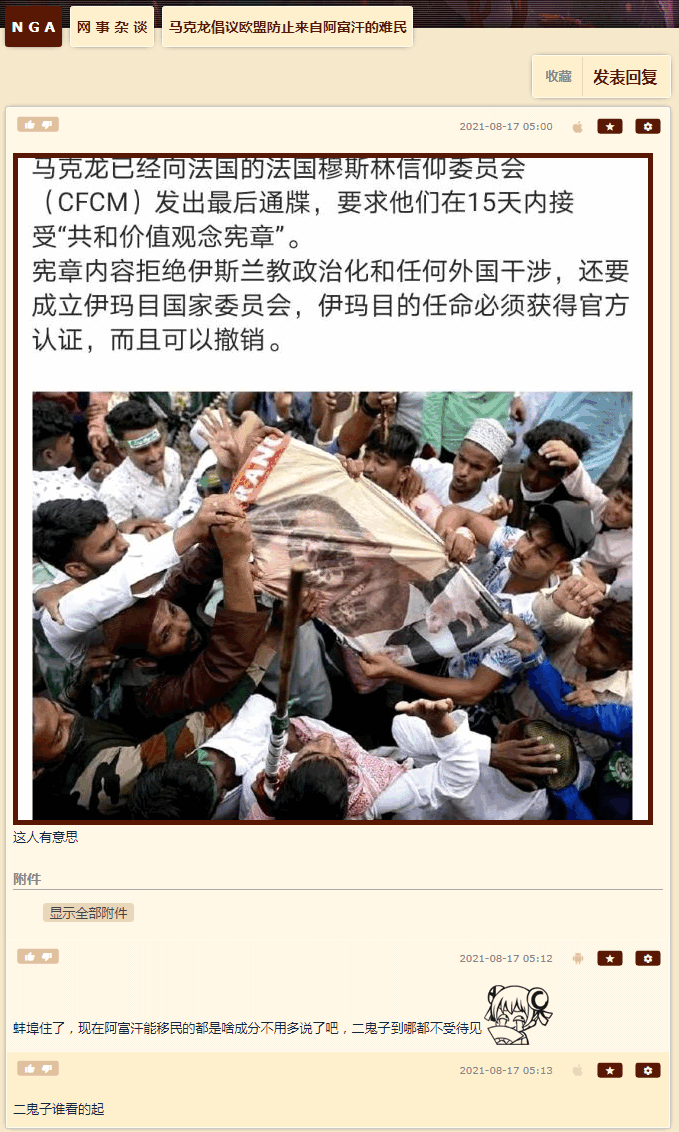 NGA
网事杂谈
马克龙倡议欧盟防止来自阿富汗的难民
收藏
发表回复
2021-08-17 05:00
马克龙已经向法国的法国穆斯林信仰委员会
（CFCM）发出最后通牒，要求他们在15天内接
受“共和价值观念宪章”。
宪章内容拒绝伊斯兰教政治化和任何外国干涉，还要
成立伊玛目国家委员会，伊玛目的任命必须获得官方
认证，而且可以撤销。
这人有意思
附件
显示全部附件
2021-08-17 05:12
蚌埠住了，现在阿富汗能移民的都是啥成分不用多说了吧，二鬼子到哪都不受待见
2021-08-17 05:13
二鬼子谁看的起